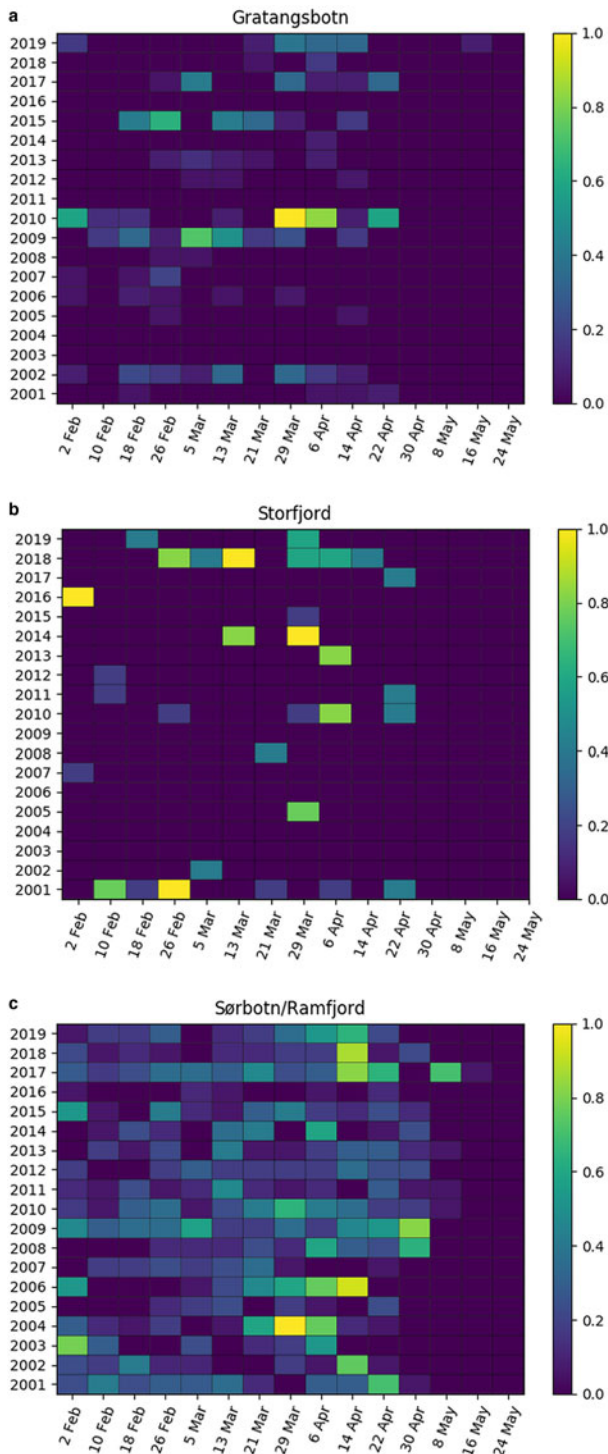 a
Gratangsbotn
2019
2018
2017
2016
2015
2014
2013
2012
2011
2010
2009
2008
2007
2006
2005
2004
2003
2002
2001
2 Feb
10 Feb
18 Feb
26 Feb
5 Mar
13 Mar
21 Mar
29 Mar
6 Apr
14 Apr
22 Apr
30 Apr
8 May
16 May
24 May
1.0
0.8
0.6
0.4
0.2
0.0
b
Storfjord
2019
2018
2017
2016
2015
2014
2013
2012
2011
2010
2009
2008
2007
2006
2005
2004
2003
2002
2001
2 Feb
10 Feb
18 Feb
26 Feb
5 Mar
13 Mar
21 Mar
29 Mar
6 Apr
14 Apr
22 Apr
30 Apr
8 May
16 May
24 May
1.0
0.8
0.6
0.4
0.2
0.0
c
Sørbotn/Ramfjord
2019
2018
2017
2016
2015
2014
2013
2012
2011
2010
2009
2008
2007
2006
2005
2004
2003
2002
2001
2 Feb
10 Feb
18 Feb
26 Feb
5 Mar
13 Mar
21 Mar
29 Mar
6 Apr
14 Apr
22 Apr
30 Apr
8 May
16 May
24 May
1.0
0.8
0.6
0.4
0.2
0.0